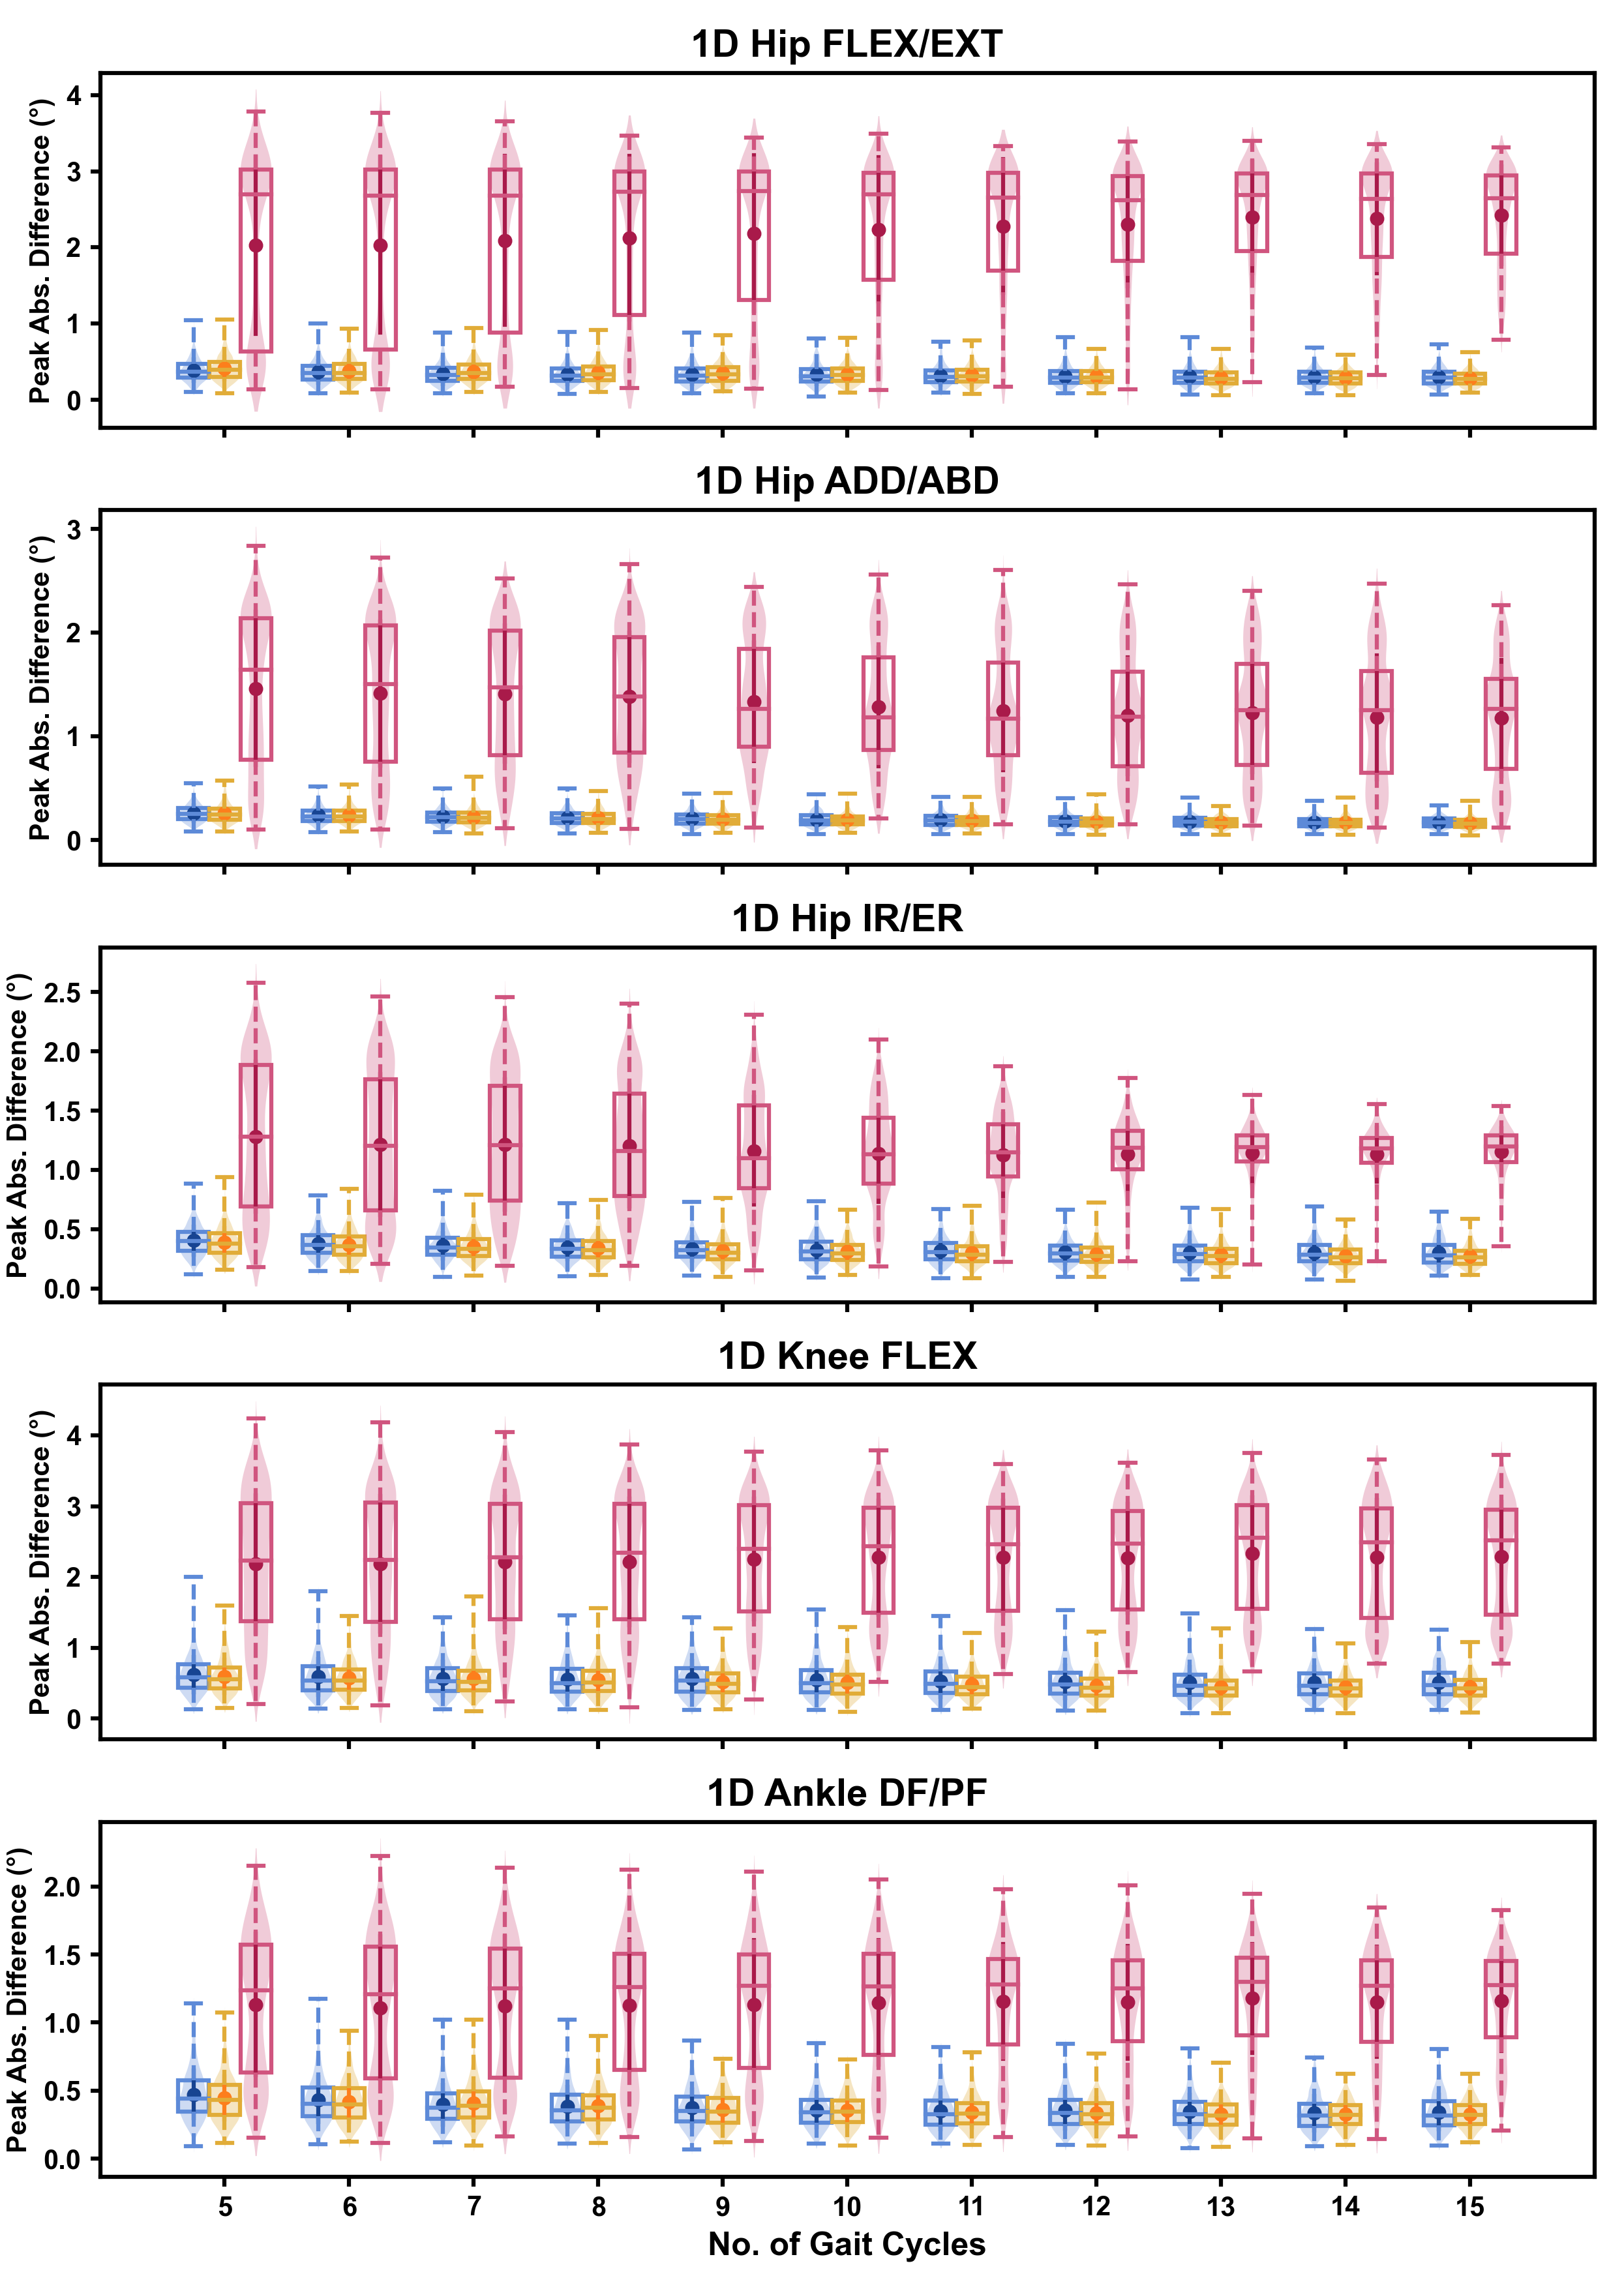 1D Hip FLEX/EXT
Peak Abs. Difference (°)
4
3
2
1
0
1D Hip ADD/ABD
Peak Abs. Difference (°)
3
2
1
0
1D Hip IR/ER
Peak Abs. Difference (°)
2.5
2.0
1.5
1.0
0.5
0.0
1D Knee FLEX
Peak Abs. Difference (°)
4
3
2
1
0
1D Ankle DF/PF
Peak Abs. Difference (°)
2.0
1.5
1.0
0.5
0.0
5 6 7 8 9 10 11 12 13 14 15
No. of Gait Cycles